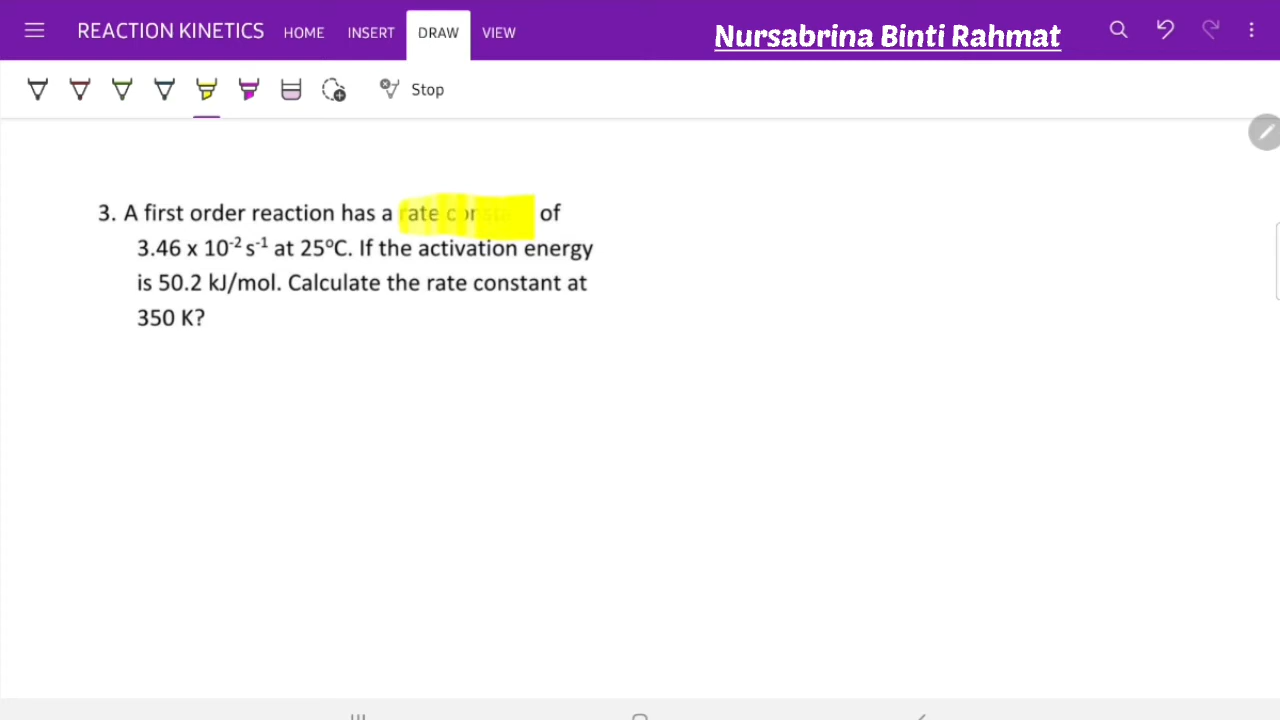 REACTION KINETICS HOME INSERT DRAW VIEW Nursabrina Binti Rahmat
Stop
3. A first order reaction has a rate constant of
3.46 x 10⁻² s⁻¹ at 25°C. If the activation energy
is 50.2 kJ/mol. Calculate the rate constant at
350 K?